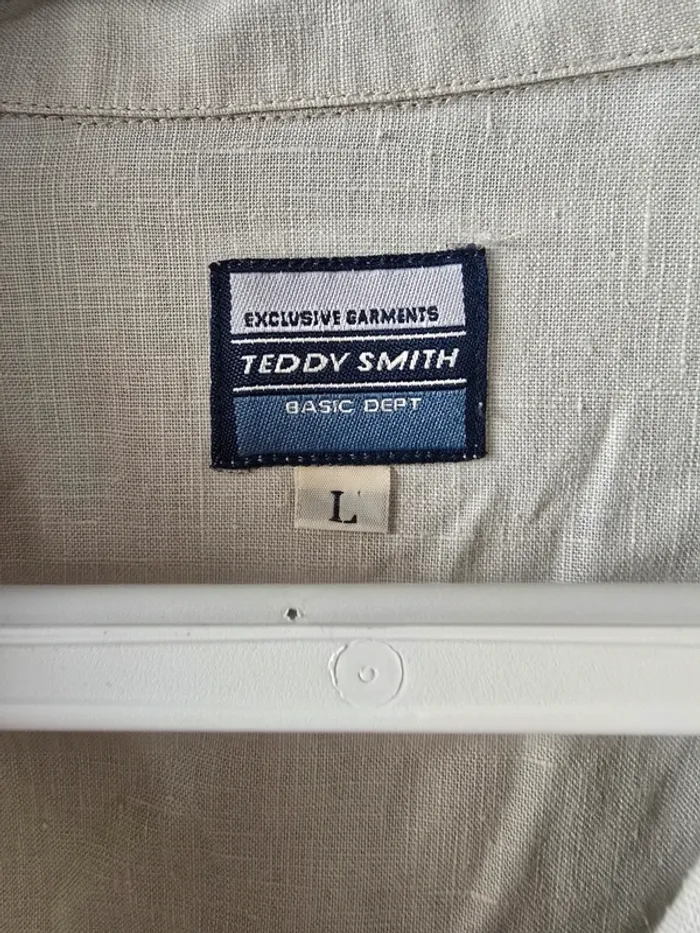 EXCLUSIVE GARMENTS
TEDDY SMITH
BASIC DEPT
L